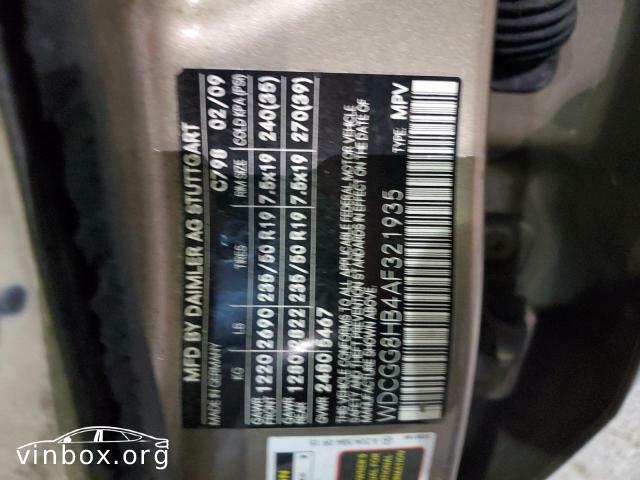 MFD BY DAIMLER AG STUTTGART
MADE IN GERMANY C798 02/09
KG LB TIRES RIM SIZE COLD KPA (PSI)
GAWR FRONT 1220 2690 235/50 R19 7.5x19 240(35)
GAWR REAR 1280 2822 235/50 R19 7.5x19 270(39)
GVWR 2480 5467
THE VEHICLE CONFORMS TO ALL APPLICABLE FEDERAL MOTOR VEHICLE
SAFETY AND THEFT PREVENTION STANDARDS IN EFFECT ON THE DATE OF
MANUFACTURE SHOWN ABOVE.
WDCGG8HB4AF321935 TYPE: MPV
vinbox.org